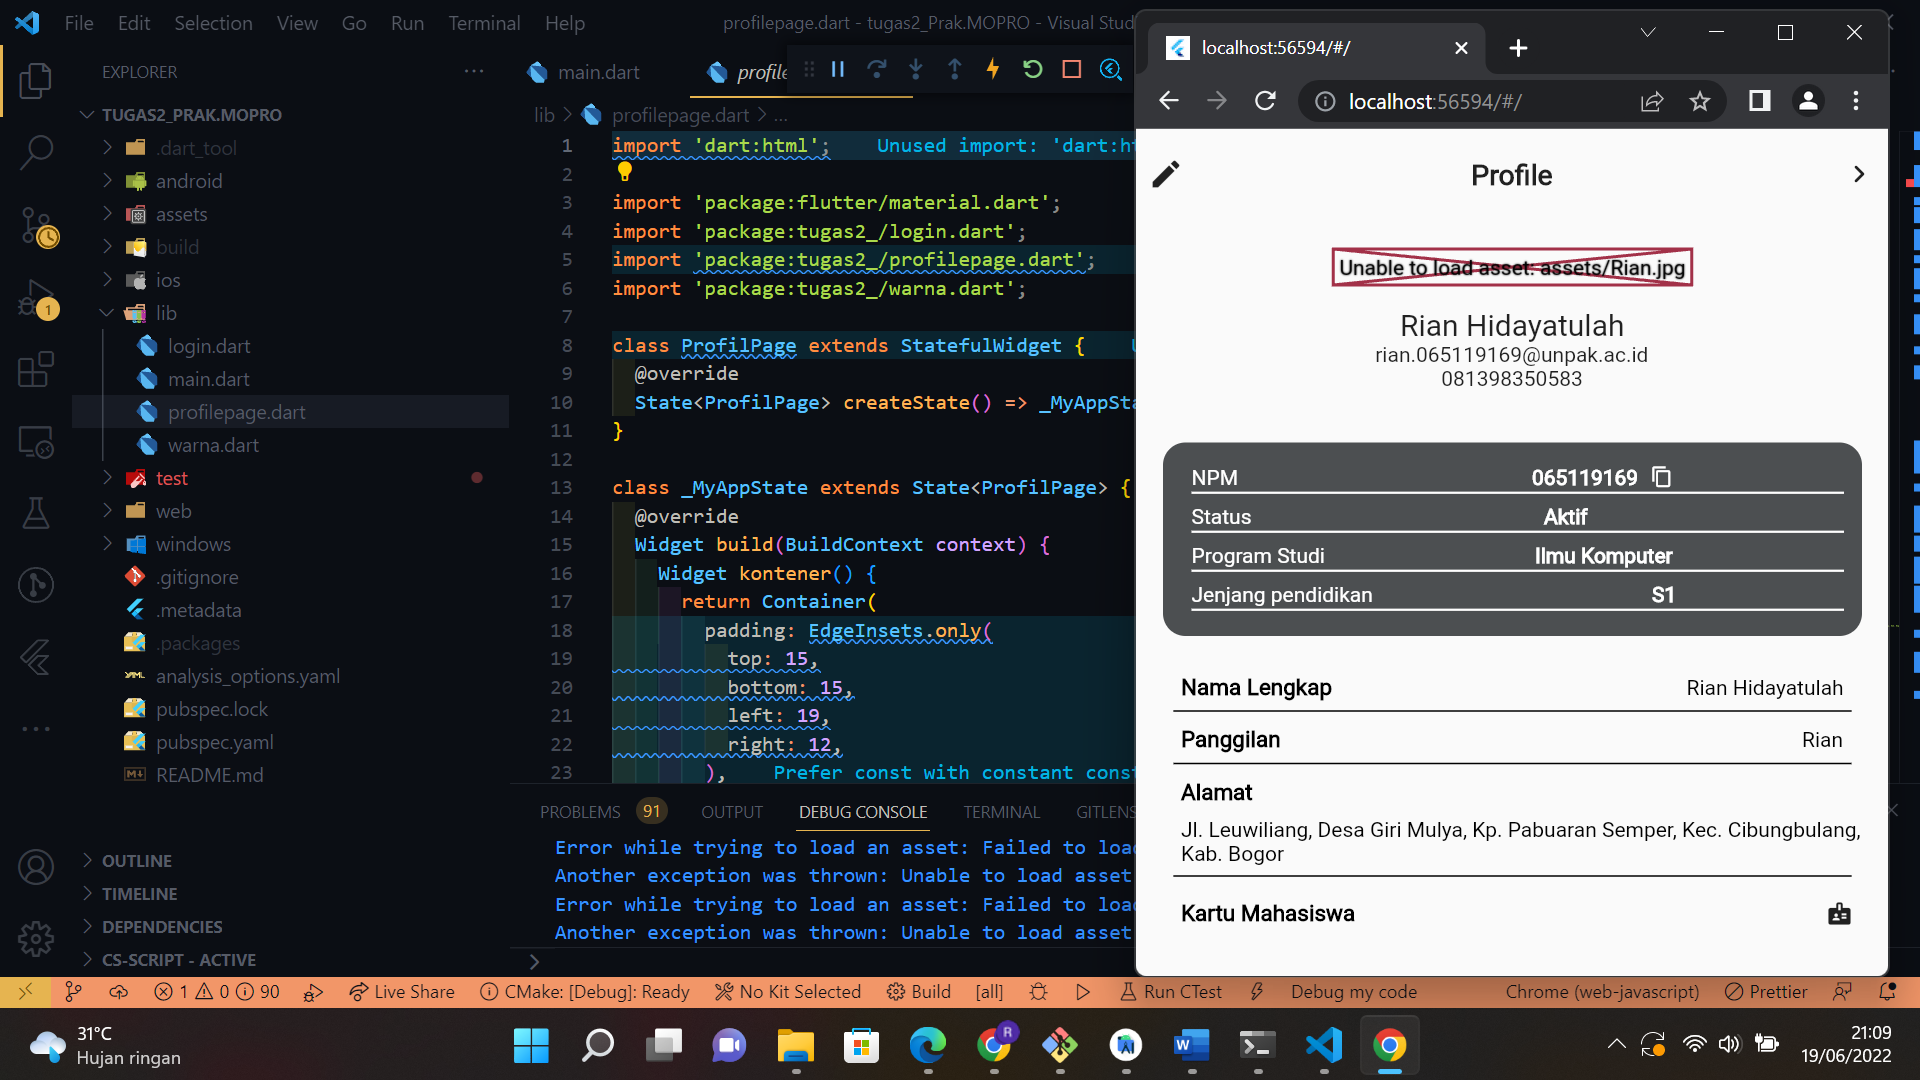 File Edit Selection View Go Run Terminal Help
profilepage.dart - tugas2_Prak.MOPRO - Visual Stud
EXPLORER
TUGAS2_PRAK.MOPRO
.dart_tool
android
assets
build
ios
lib
login.dart
main.dart
profilepage.dart
warna.dart
test
web
windows
.gitignore
.metadata
.packages
analysis_options.yaml
pubspec.lock
pubspec.yaml
README.md
OUTLINE
TIMELINE
DEPENDENCIES
CS-SCRIPT - ACTIVE
1
main.dart
profile
lib > profilepage.dart > ...
1 import 'dart:html'; Unused import: 'dart:ht
2
3 import 'package:flutter/material.dart';
4 import 'package:tugas2_/login.dart';
5 import 'package:tugas2_/profilepage.dart';
6 import 'package:tugas2_/warna.dart';
7
8 class ProfilPage extends StatefulWidget {
9 @override
10 State<ProfilPage> createState() => _MyAppSta
11 }
12
13 class _MyAppState extends State<ProfilPage> {
14 @override
15 Widget build(BuildContext context) {
16 Widget kontener() {
17 return Container(
18 padding: EdgeInsets.only(
19 top: 15,
20 bottom: 15,
21 left: 19,
22 right: 12,
23 ), Prefer const with constant const
PROBLEMS 91 OUTPUT DEBUG CONSOLE TERMINAL GITLENS
Error while trying to load an asset: Failed to load
Another exception was thrown: Unable to load asset
Error while trying to load an asset: Failed to load
Another exception was thrown: Unable to load asset
localhost:56594/#/
localhost:56594/#/
Profile
Unable to load asset: assets/Rian.jpg
Rian Hidayatulah
rian.065119169@unpak.ac.id
081398350583
NPM 065119169
Status Aktif
Program Studi Ilmu Komputer
Jenjang pendidikan S1
Nama Lengkap Rian Hidayatulah
Panggilan Rian
Alamat
Jl. Leuwiliang, Desa Giri Mulya, Kp. Pabuaran Semper, Kec. Cibungbulang,
Kab. Bogor
Kartu Mahasiswa
1 0 90 Live Share CMake: [Debug]: Ready No Kit Selected Build [all] Run CTest Debug my code Chrome (web-javascript) Prettier
31°C
Hujan ringan
R
21:09
19/06/2022